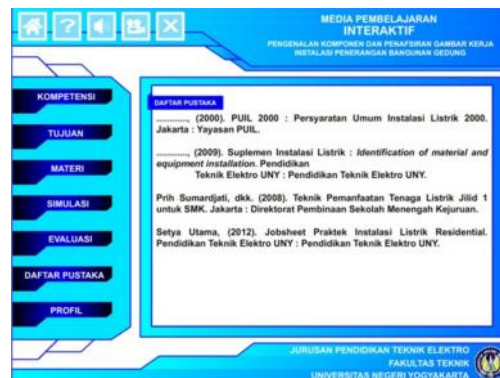 MEDIA PEMBELAJARAN
INTERAKTIF
PENGENALAN KOMPONEN DAN PENAFSIRAN GAMBAR KERJA
INSTALASI PENERANGAN BANGUNAN GEDUNG
KOMPETENSI
TUJUAN
MATERI
SIMULASI
EVALUASI
DAFTAR PUSTAKA
PROFIL
DAFTAR PUSTAKA
............, (2000). PUIL 2000 : Persyaratan Umum Instalasi Listrik 2000.
Jakarta : Yayasan PUIL.
............, (2009). Suplemen Instalasi Listrik : Identification of material and
equipment installation. Pendidikan
Teknik Elektro UNY : Pendidikan Teknik Elektro UNY.
Prih Sumardjati, dkk. (2008). Teknik Pemanfaatan Tenaga Listrik Jilid 1
untuk SMK. Jakarta : Direktorat Pembinaan Sekolah Menengah Kejuruan.
Setya Utama, (2012). Jobsheet Praktek Instalasi Listrik Residential.
Pendidikan Teknik Elektro UNY : Pendidikan Teknik Elektro UNY.
JURUSAN PENDIDIKAN TEKNIK ELEKTRO
FAKULTAS TEKNIK
UNIVERSITAS NEGERI YOGYAKARTA